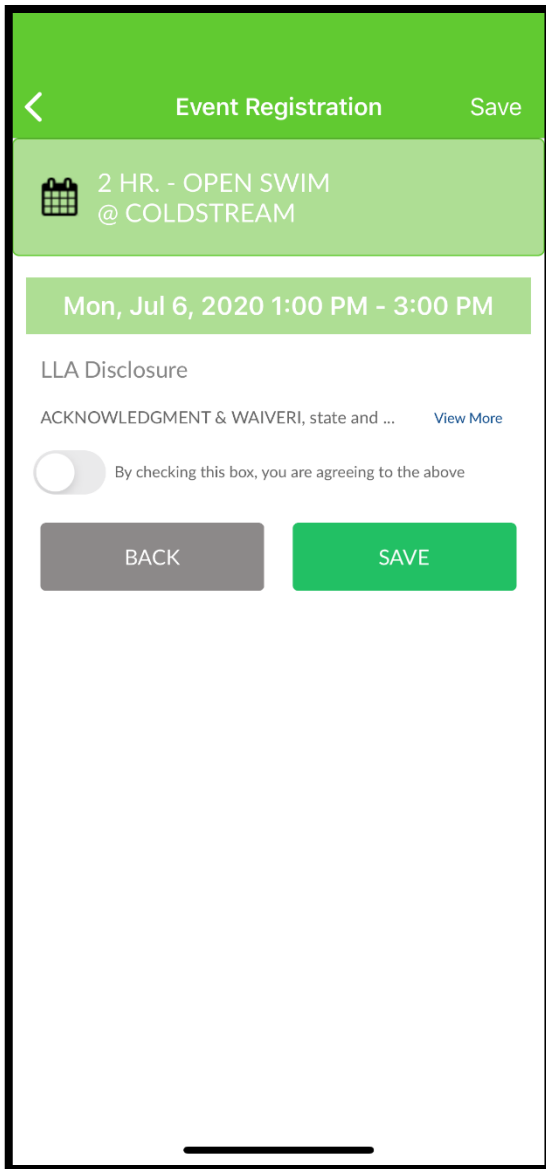 Event Registration Save
2 HR. - OPEN SWIM
@ COLDSTREAM
Mon, Jul 6, 2020 1:00 PM - 3:00 PM
LLA Disclosure
ACKNOWLEDGMENT & WAIVERI, state and ... View More
By checking this box, you are agreeing to the above
BACK SAVE